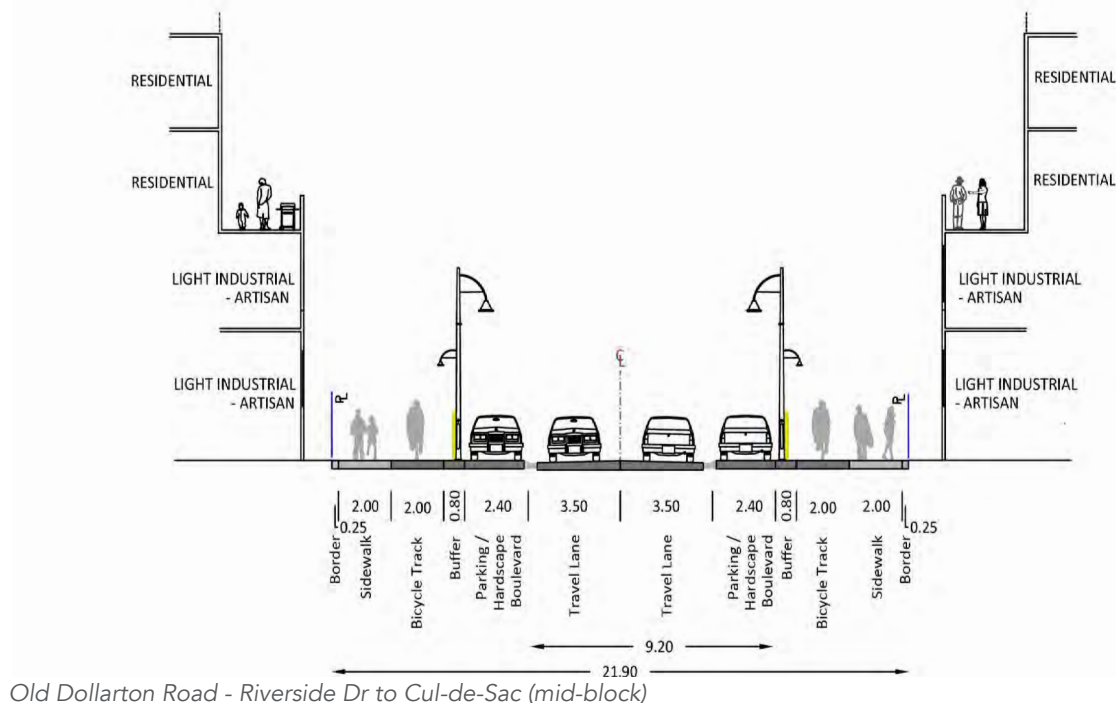 RESIDENTIAL
RESIDENTIAL
RESIDENTIAL
RESIDENTIAL
LIGHT INDUSTRIAL
- ARTISAN
LIGHT INDUSTRIAL
- ARTISAN
LIGHT INDUSTRIAL
- ARTISAN
LIGHT INDUSTRIAL
- ARTISAN
CL
PL
PL
2.00
2.00
0.80
2.40
3.50
3.50
2.40
0.80
2.00
2.00
0.25
0.25
Border
Sidewalk
Bicycle Track
Buffer
Parking /
Hardscape
Boulevard
Travel Lane
Travel Lane
Parking /
Hardscape
Boulevard
Buffer
Bicycle Track
Sidewalk
Border
9.20
21.90
Old Dollarton Road - Riverside Dr to Cul-de-Sac (mid-block)